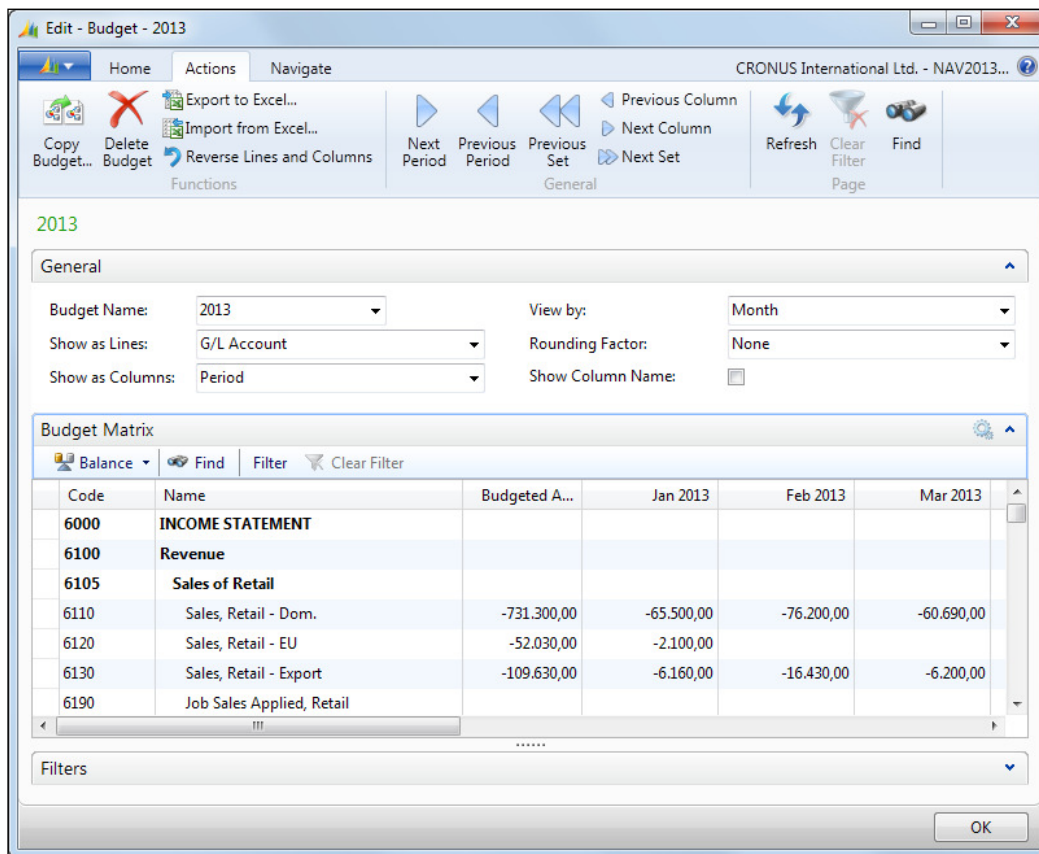 Edit - Budget - 2013
Home Actions Navigate CRONUS International Ltd. - NAV2013...
Copy Budget...
Delete Budget
Export to Excel...
Import from Excel...
Reverse Lines and Columns
Functions
Next Period
Previous Period
Previous Set
Previous Column
Next Column
Next Set
General
Refresh
Clear Filter
Find
Page
2013
General
Budget Name: 2013 View by: Month
Show as Lines: G/L Account Rounding Factor: None
Show as Columns: Period Show Column Name:
Budget Matrix
Balance Find Filter Clear Filter
Code Name Budgeted A... Jan 2013 Feb 2013 Mar 2013
6000 INCOME STATEMENT
6100 Revenue
6105 Sales of Retail
6110 Sales, Retail - Dom. -731.300,00 -65.500,00 -76.200,00 -60.690,00
6120 Sales, Retail - EU -52.030,00 -2.100,00
6130 Sales, Retail - Export -109.630,00 -6.160,00 -16.430,00 -6.200,00
6190 Job Sales Applied, Retail
Filters
OK